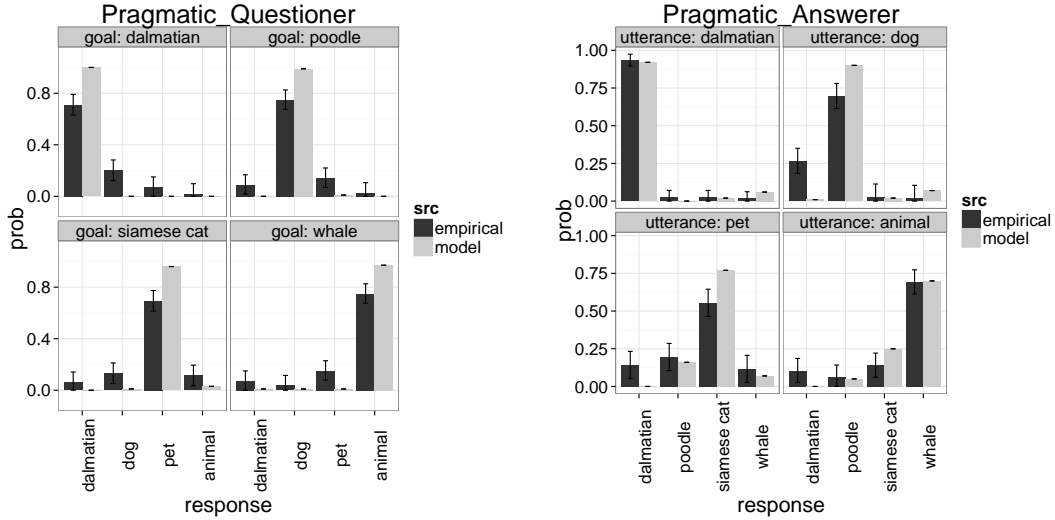 Pragmatic_Questioner
goal: dalmatian
goal: poodle
0.8
0.4
0.0
goal: siamese cat
goal: whale
0.8
0.4
0.0
prob
dalmatian
dog
pet
animal
dalmatian
dog
pet
animal
response
src
empirical
model
Pragmatic_Answerer
utterance: dalmatian
utterance: dog
1.00
0.75
0.50
0.25
0.00
utterance: pet
utterance: animal
1.00
0.75
0.50
0.25
0.00
prob
dalmatian
poodle
siamese cat
whale
dalmatian
poodle
siamese cat
whale
response
src
empirical
model